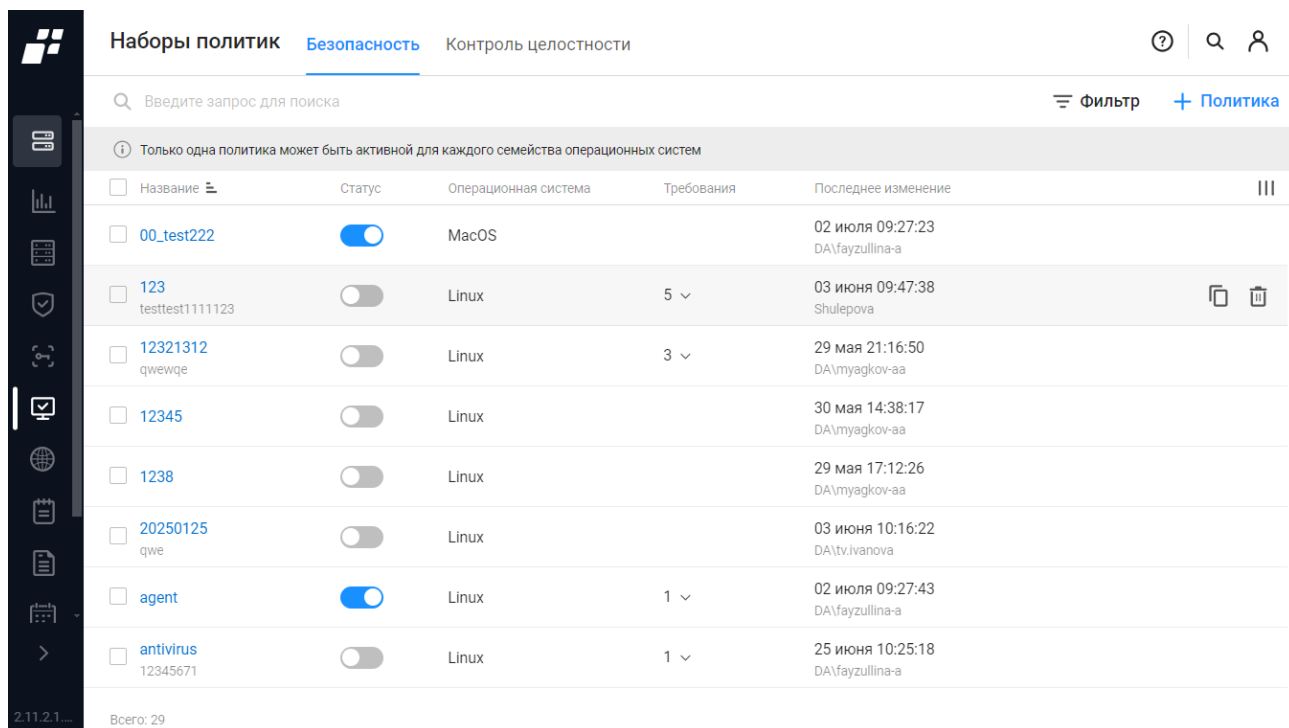 Наборы политик Безопасность Контроль целостности
Введите запрос для поиска Фильтр + Политика
Только одна политика может быть активной для каждого семейства операционных систем
Название Статус Операционная система Требования Последнее изменение
00_test222 MacOS 02 июля 09:27:23
DA\fayzullina-a
123 Linux 5 03 июня 09:47:38
testtest1111123 Shulepova
12321312 Linux 3 29 мая 21:16:50
qwewqe DA\myagkov-aa
12345 Linux 30 мая 14:38:17
DA\myagkov-aa
1238 Linux 29 мая 17:12:26
DA\myagkov-aa
20250125 Linux 03 июня 10:16:22
qwe DA\tv.ivanova
agent Linux 1 02 июля 09:27:43
DA\fayzullina-a
antivirus Linux 1 25 июня 10:25:18
12345671 DA\fayzullina-a
2.11.2.1.... Всего: 29